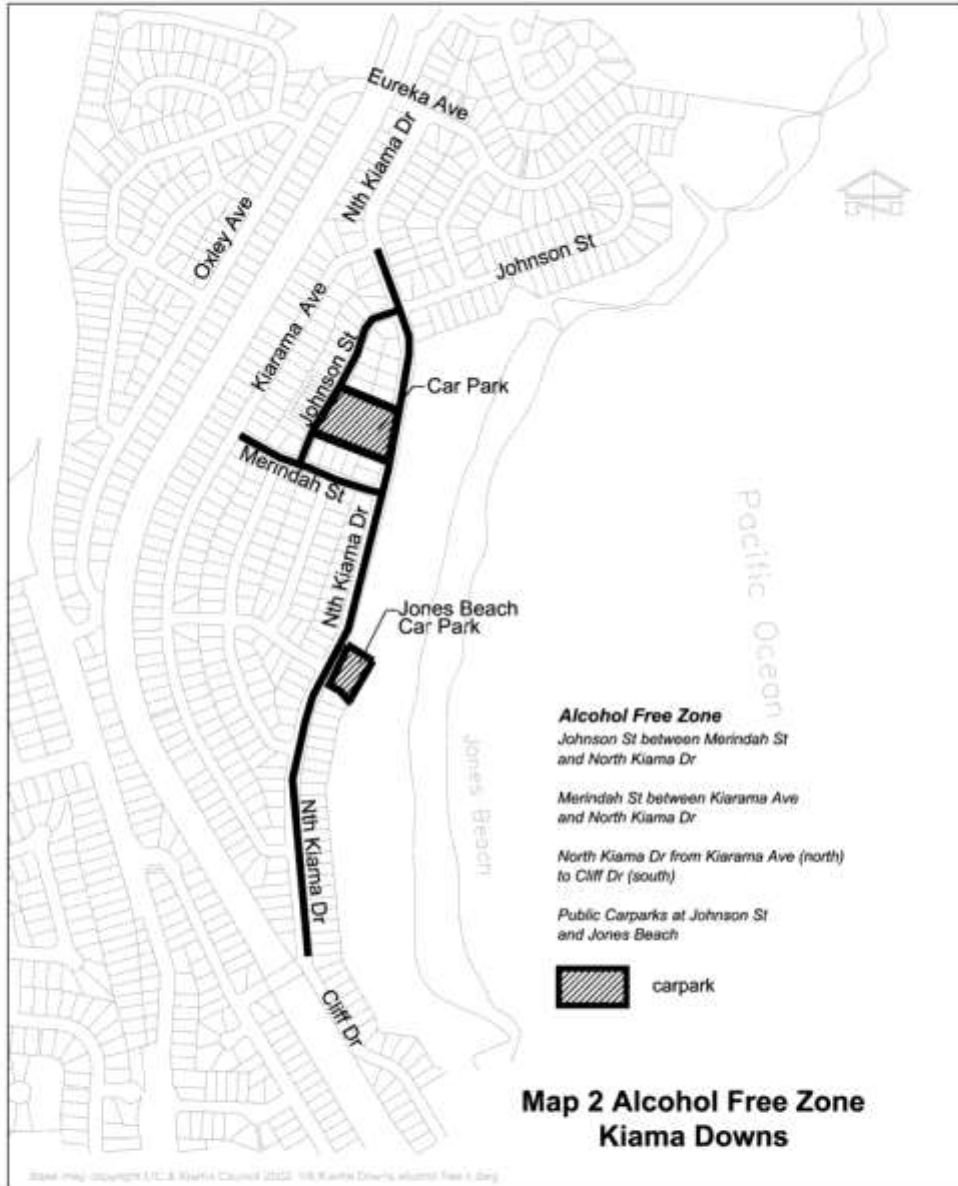 Eureka Ave
Nth Kiama Dr
Oxley Ave
Johnson St
Kiarama Ave
Johnson St
Car Park
Merindah St
Nth Kiama Dr
Jones Beach
Car Park
Pacific Ocean
Jones Beach
Alcohol Free Zone
Johnson St between Merindah St
and North Kiama Dr
Merindah St between Kiarama Ave
and North Kiama Dr
North Kiama Dr from Kiarama Ave (north)
to Cliff Dr (south)
Public Carparks at Johnson St
and Jones Beach
carpark
Nth Kiama Dr
Cliff Dr
Map 2 Alcohol Free Zone
Kiama Downs